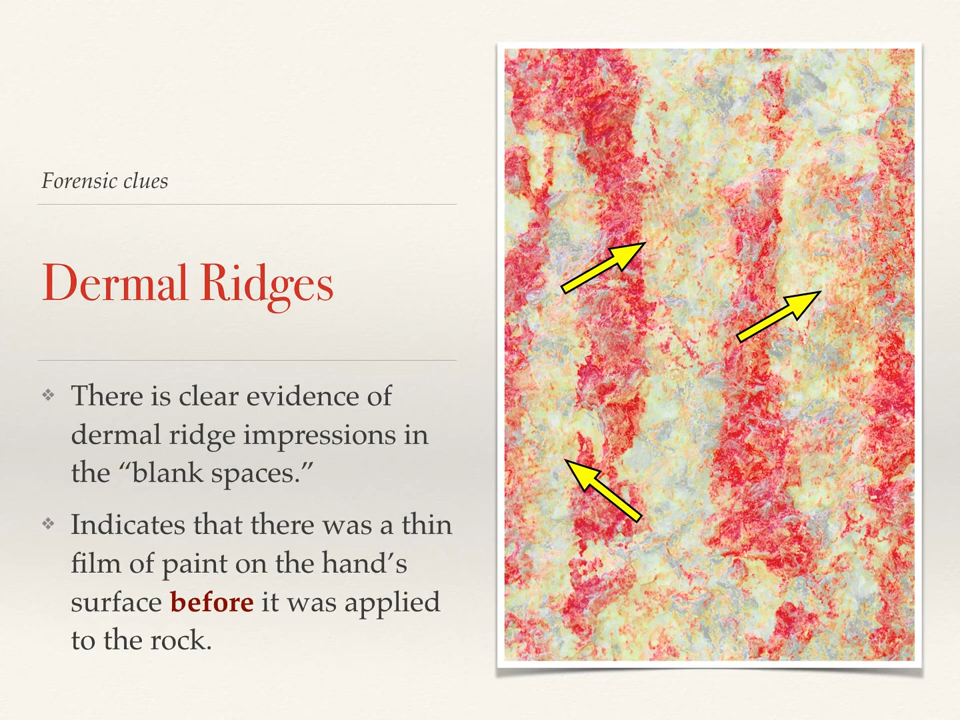 Forensic clues
Dermal Ridges
❖ There is clear evidence of
dermal ridge impressions in
the “blank spaces.”
❖ Indicates that there was a thin
film of paint on the hand’s
surface before it was applied
to the rock.